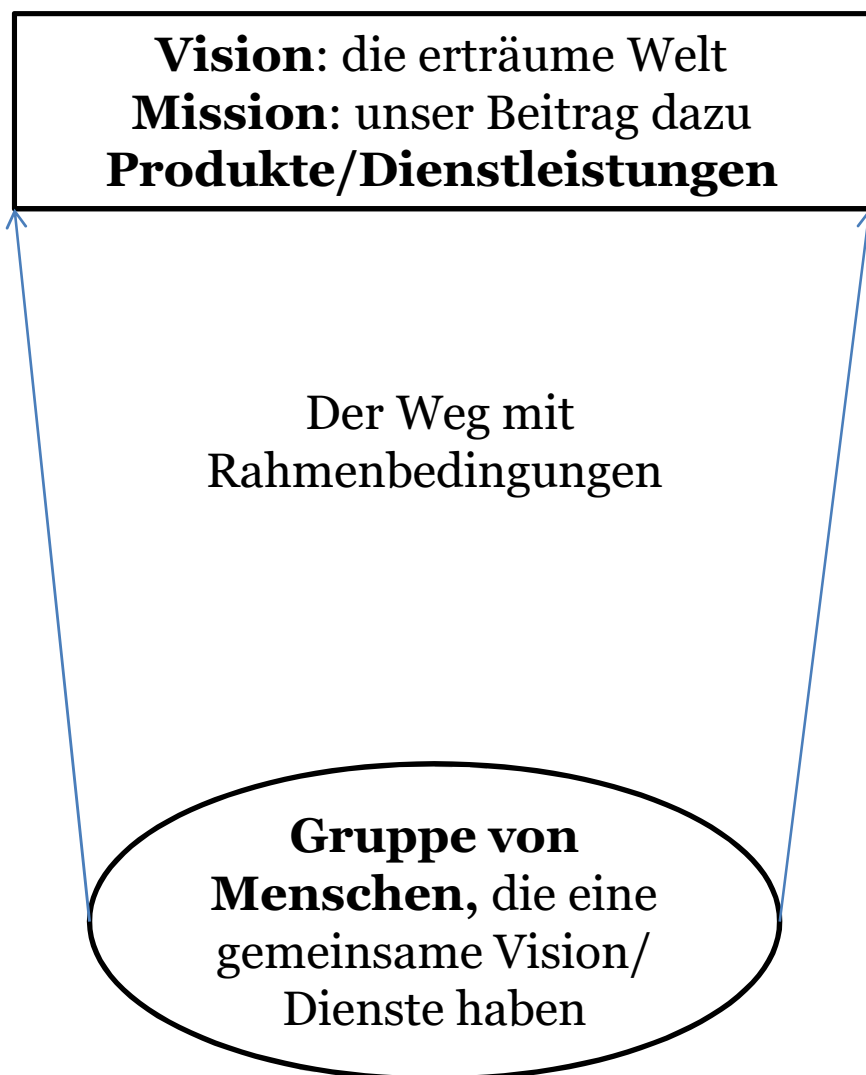 Vision: die erträume Welt
Mission: unser Beitrag dazu
Produkte/Dienstleistungen
Der Weg mit
Rahmenbedingungen
Gruppe von
Menschen, die eine
gemeinsame Vision/
Dienste haben